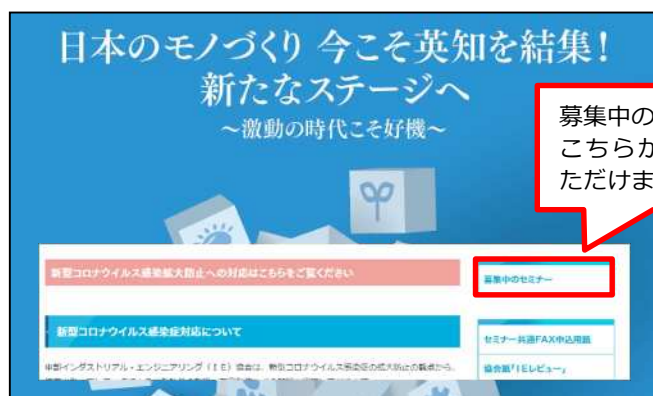 日本のモノづくり 今こそ英知を結集!
新たなステージへ
~激動の時代こそ好機~
募集中の
こちらか
ただけま
新型コロナウイルス感染拡大防止への対応はこちらをご覧ください
募集中のセミナー
新型コロナウイルス感染症対応について
セミナー共通FAX申込用紙
中部インダストリアル・エンジニアリング(IE)協会は、新型コロナウイルス感染症の拡大防止の観点から、
協会誌「IEレビュー」